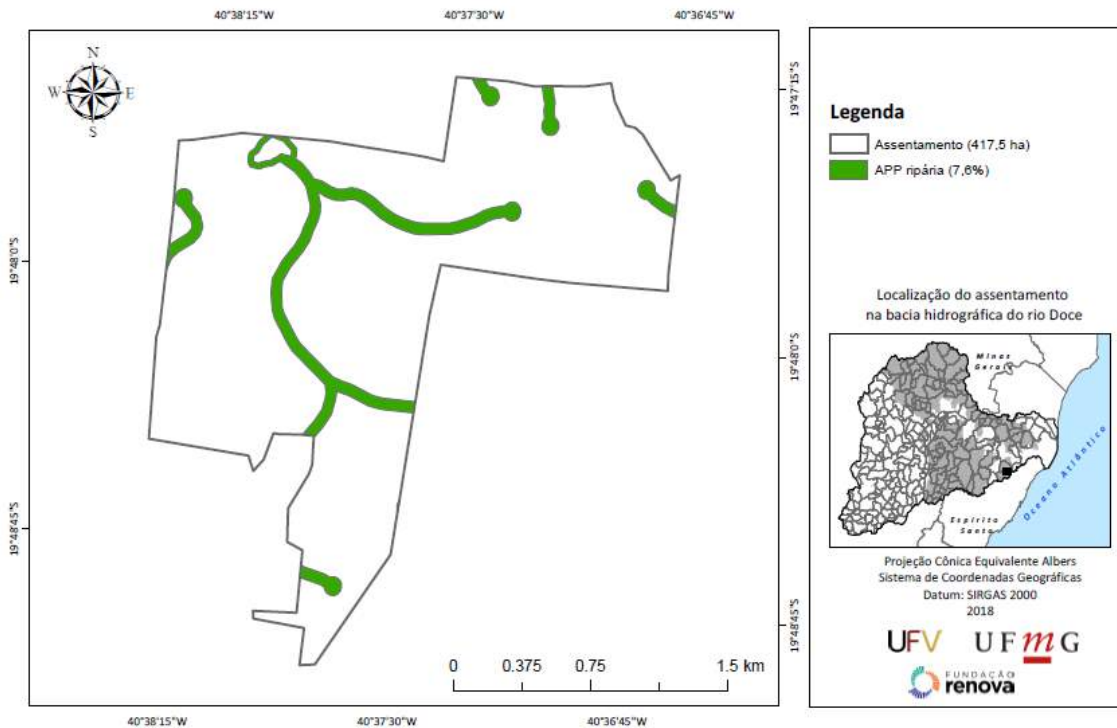 40°38'15"W
40°37'30"W
40°36'45"W
N
W
E
S
19°47'15"S
19°48'0"S
19°48'0"S
19°48'45"S
19°48'45"S
0
0.375
0.75
1.5 km
40°38'15"W
40°37'30"W
40°36'45"W
Legenda
Assentamento (417,5 ha)
APP ripária (7,6%)
Localização do assentamento
na bacia hidrográfica do rio Doce
Minas
Gerais
Espírito
Santo
Oceano Atlântico
Projeção Cônica Equivalente Albers
Sistema de Coordenadas Geográficas
Datum: SIRGAS 2000
2018
UFV
UFmG
FUNDAÇÃO
renova